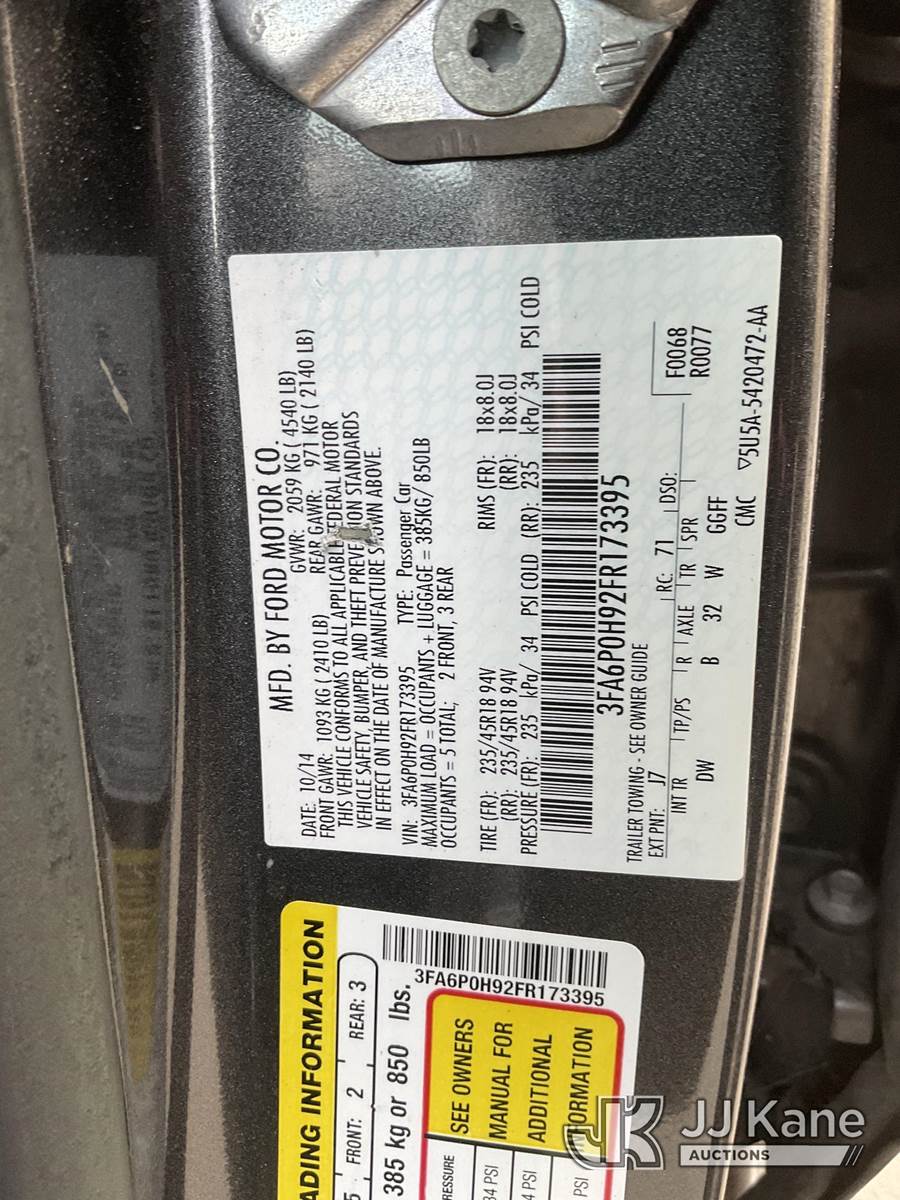 MFD. BY FORD MOTOR CO.
DATE: 10/14 GVWR: 2059 KG ( 4540 LB)
FRONT GAWR: 1093 KG ( 2410 LB) REAR GAWR: 971 KG ( 2140 LB)
THIS VEHICLE CONFORMS TO ALL APPLICABLE FEDERAL MOTOR
VEHICLE SAFETY, BUMPER, AND THEFT PREVENTION STANDARDS
IN EFFECT ON THE DATE OF MANUFACTURE SHOWN ABOVE.
VIN: 3FA6P0H92FR173395 TYPE: Passenger Car
MAXIMUM LOAD = OCCUPANTS + LUGGAGE = 385KG/ 850LB
OCCUPANTS = 5 TOTAL; 2 FRONT, 3 REAR
TIRE (FR): 235/45R18 94V RIMS (FR): 18x8.0J
(RR): 235/45R18 94V (RR): 18x8.0J
PRESSURE (FR): 235 kPa/ 34 PSI COLD (RR): 235 kPa/ 34 PSI COLD
3FA6P0H92FR173395
TRAILER TOWING - SEE OWNER GUIDE
F0068
R0077
EXT PNT: J7 RC: 71 DSO:
INT TR TP/PS R AXLE TR SPR
DW B 32 W GGFF
CMC ▽5U5A-5420472-AA
ADING INFORMATION
5 FRONT: 2 REAR: 3
385 kg or 850 lbs.
3FA6P0H92FR173395
RESSURE
34 PSI
4 PSI
PSI
SEE OWNERS
MANUAL FOR
ADDITIONAL
INFORMATION
JK JJ Kane
AUCTIONS